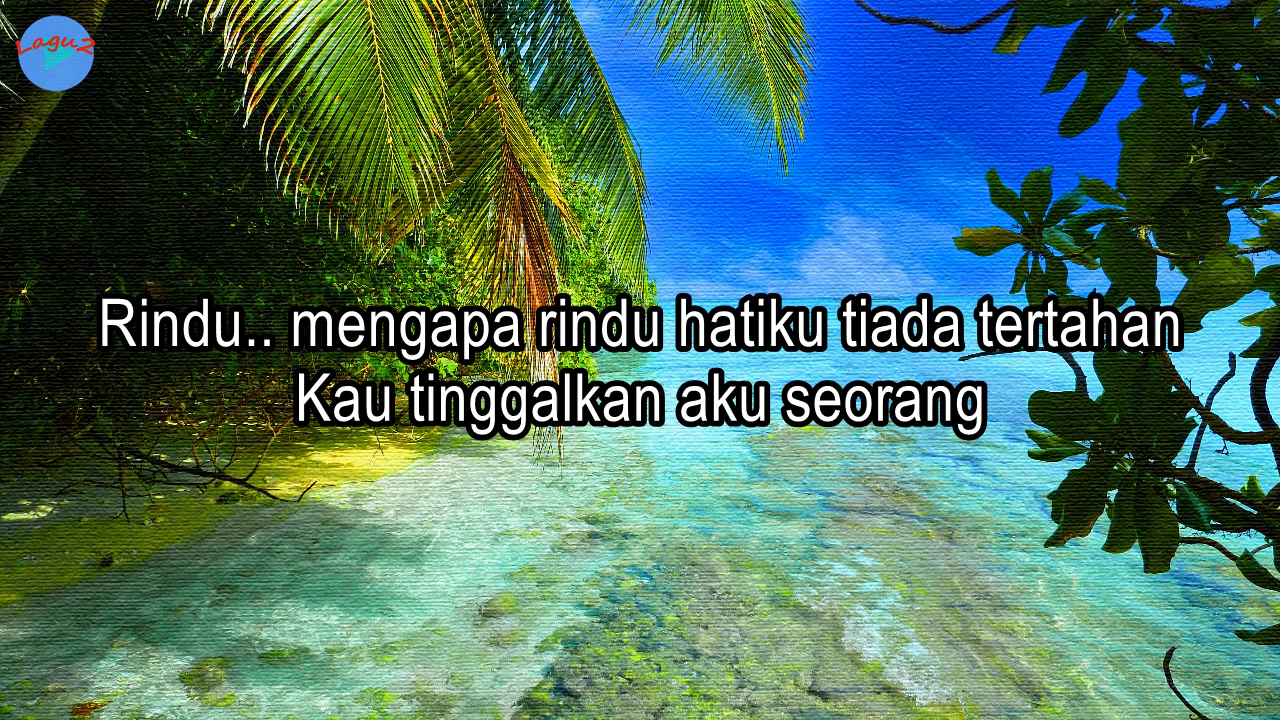 Lagu2
Rindu.. mengapa rindu hatiku tiada tertahan
Kau tinggalkan aku seorang